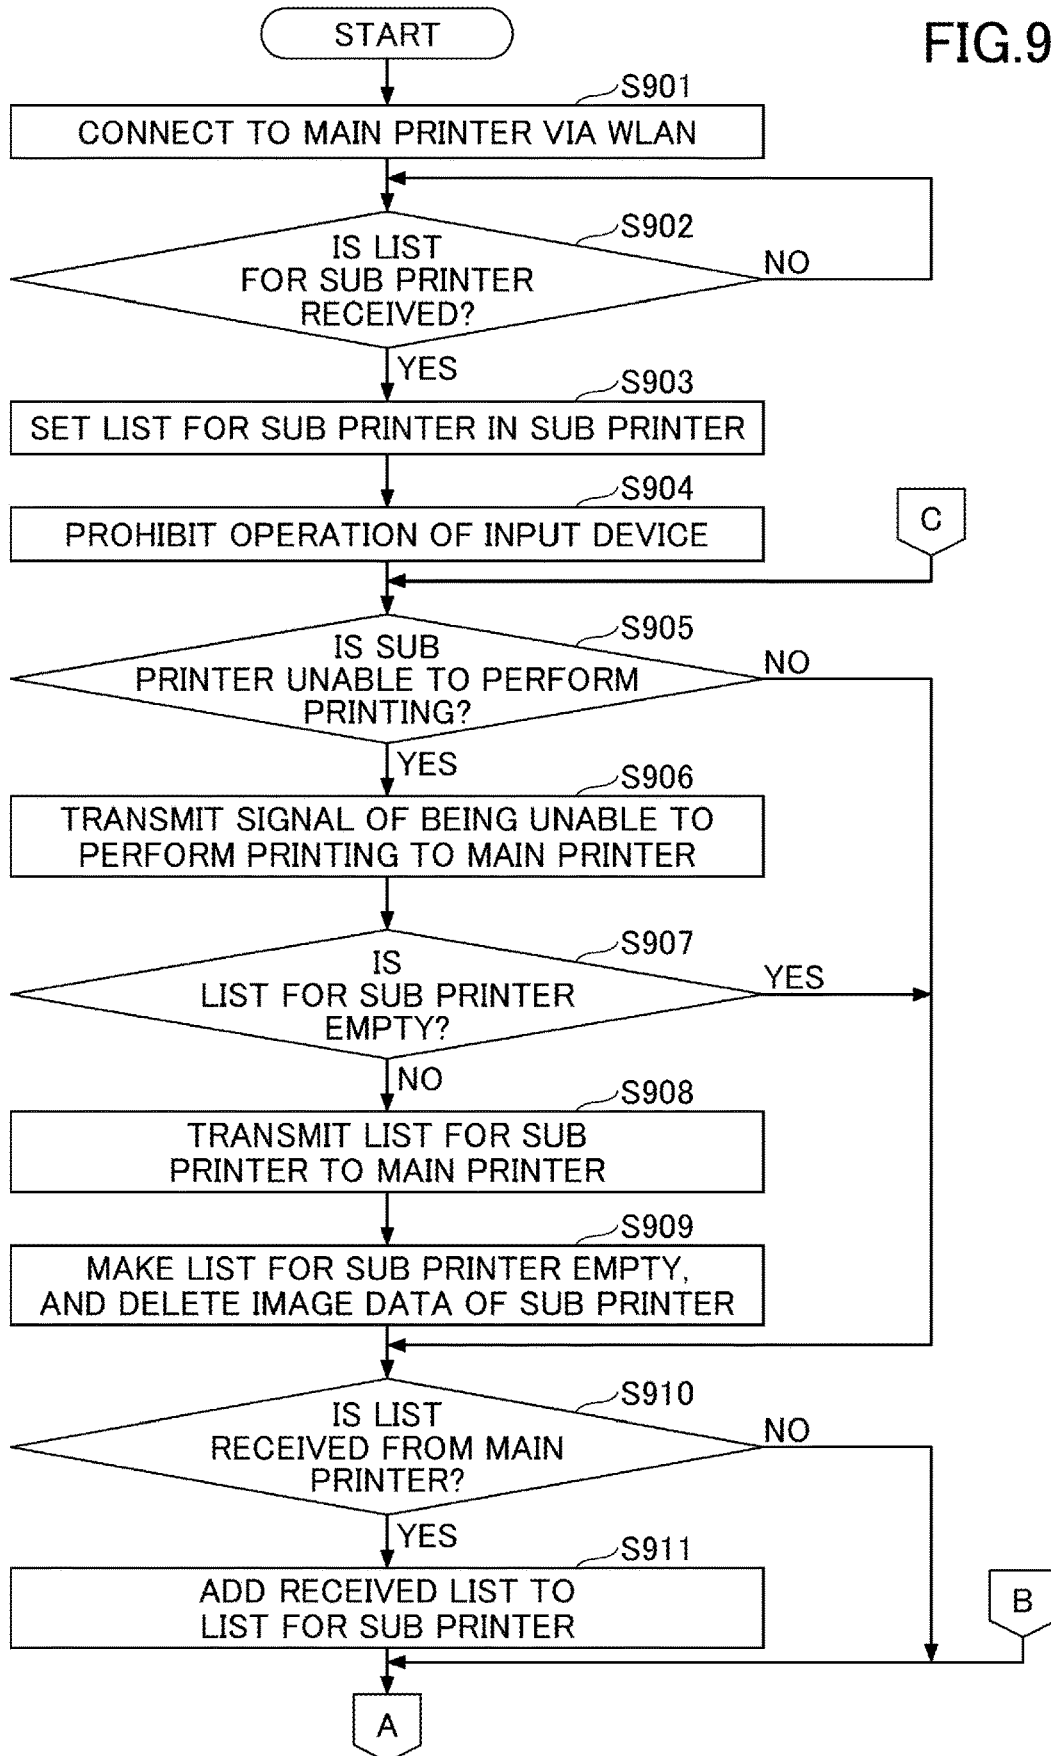 START
FIG.9
S901
CONNECT TO MAIN PRINTER VIA WLAN
S902
IS LIST
FOR SUB PRINTER
RECEIVED?
NO
YES
S903
SET LIST FOR SUB PRINTER IN SUB PRINTER
S904
PROHIBIT OPERATION OF INPUT DEVICE
C
S905
IS SUB
PRINTER UNABLE TO PERFORM
PRINTING?
NO
YES
S906
TRANSMIT SIGNAL OF BEING UNABLE TO
PERFORM PRINTING TO MAIN PRINTER
S907
IS
LIST FOR SUB PRINTER
EMPTY?
YES
NO
S908
TRANSMIT LIST FOR SUB
PRINTER TO MAIN PRINTER
S909
MAKE LIST FOR SUB PRINTER EMPTY,
AND DELETE IMAGE DATA OF SUB PRINTER
S910
IS LIST
RECEIVED FROM MAIN
PRINTER?
NO
YES
S911
ADD RECEIVED LIST TO
LIST FOR SUB PRINTER
B
A